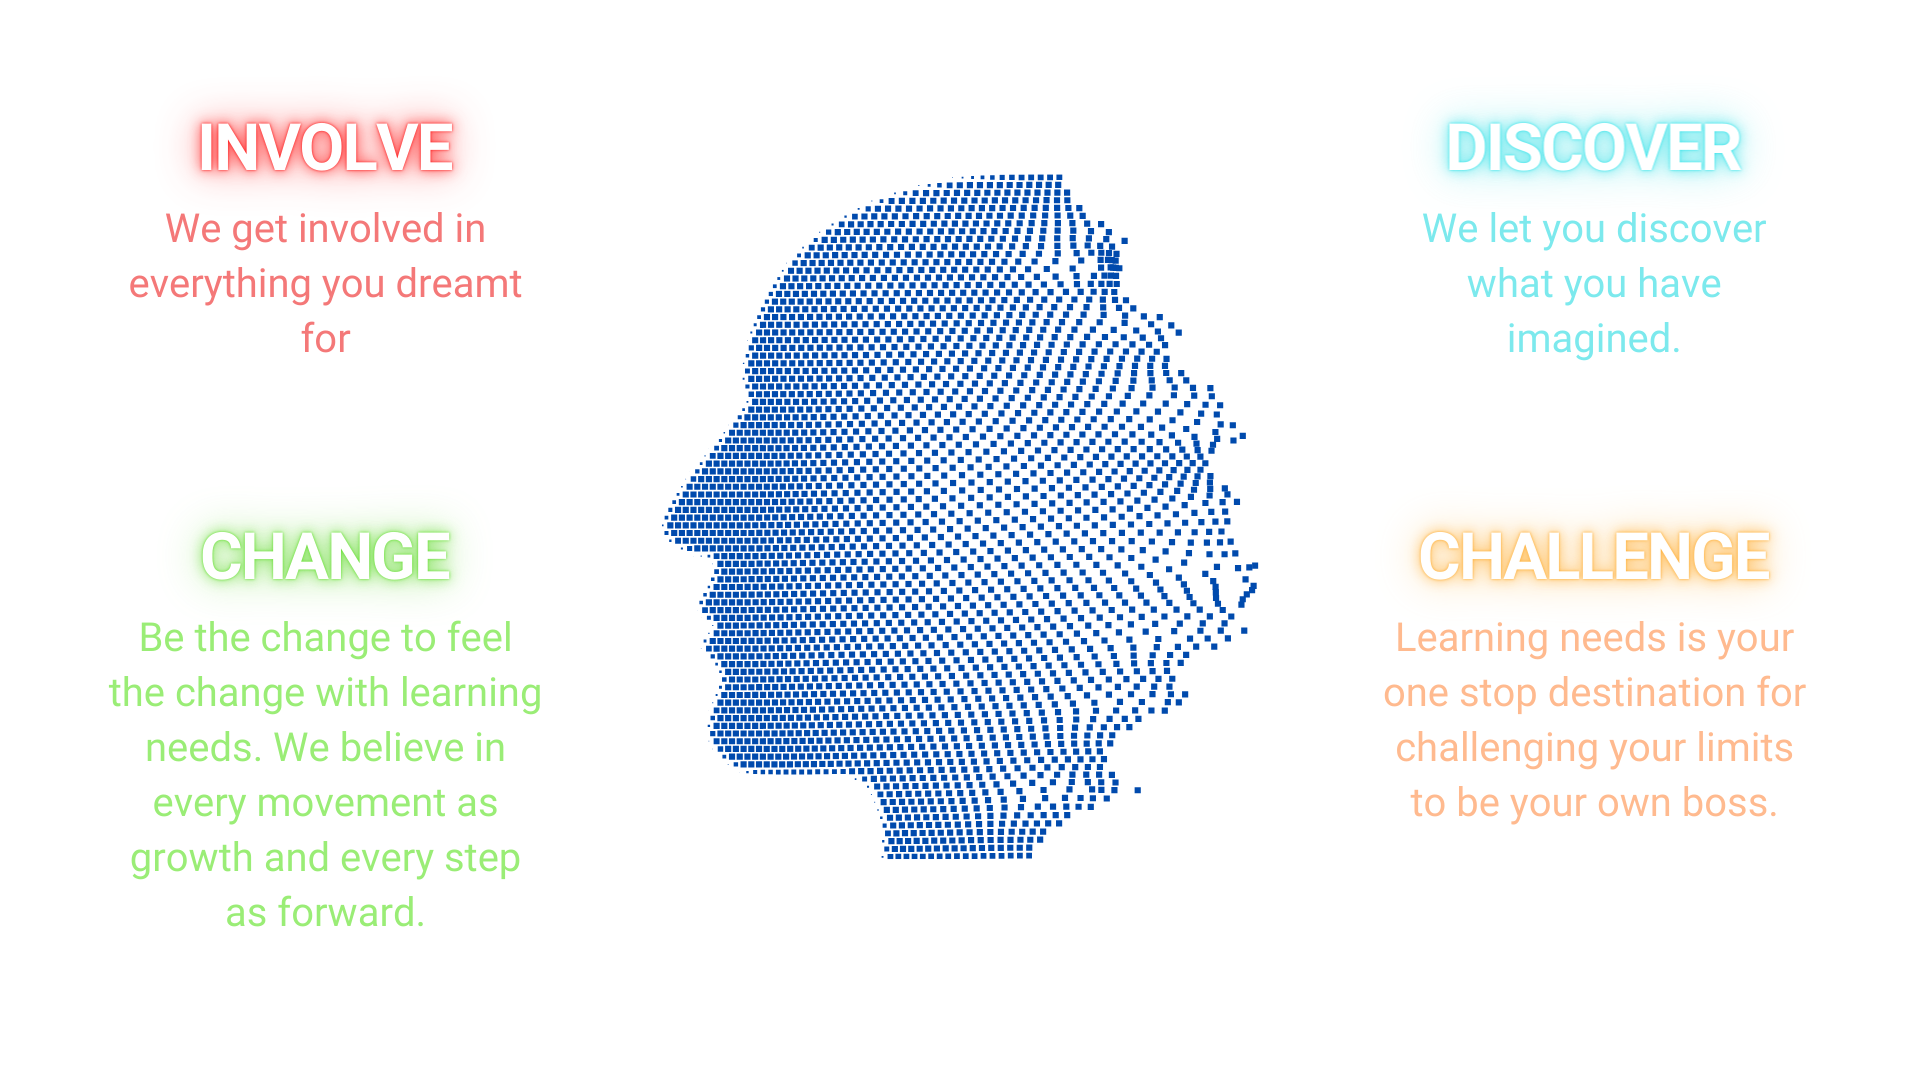 INVOLVE
We get involved in
everything you dreamt
for
DISCOVER
We let you discover
what you have
imagined.
CHANGE
Be the change to feel
the change with learning
needs. We believe in
every movement as
growth and every step
as forward.
CHALLENGE
Learning needs is your
one stop destination for
challenging your limits
to be your own boss.